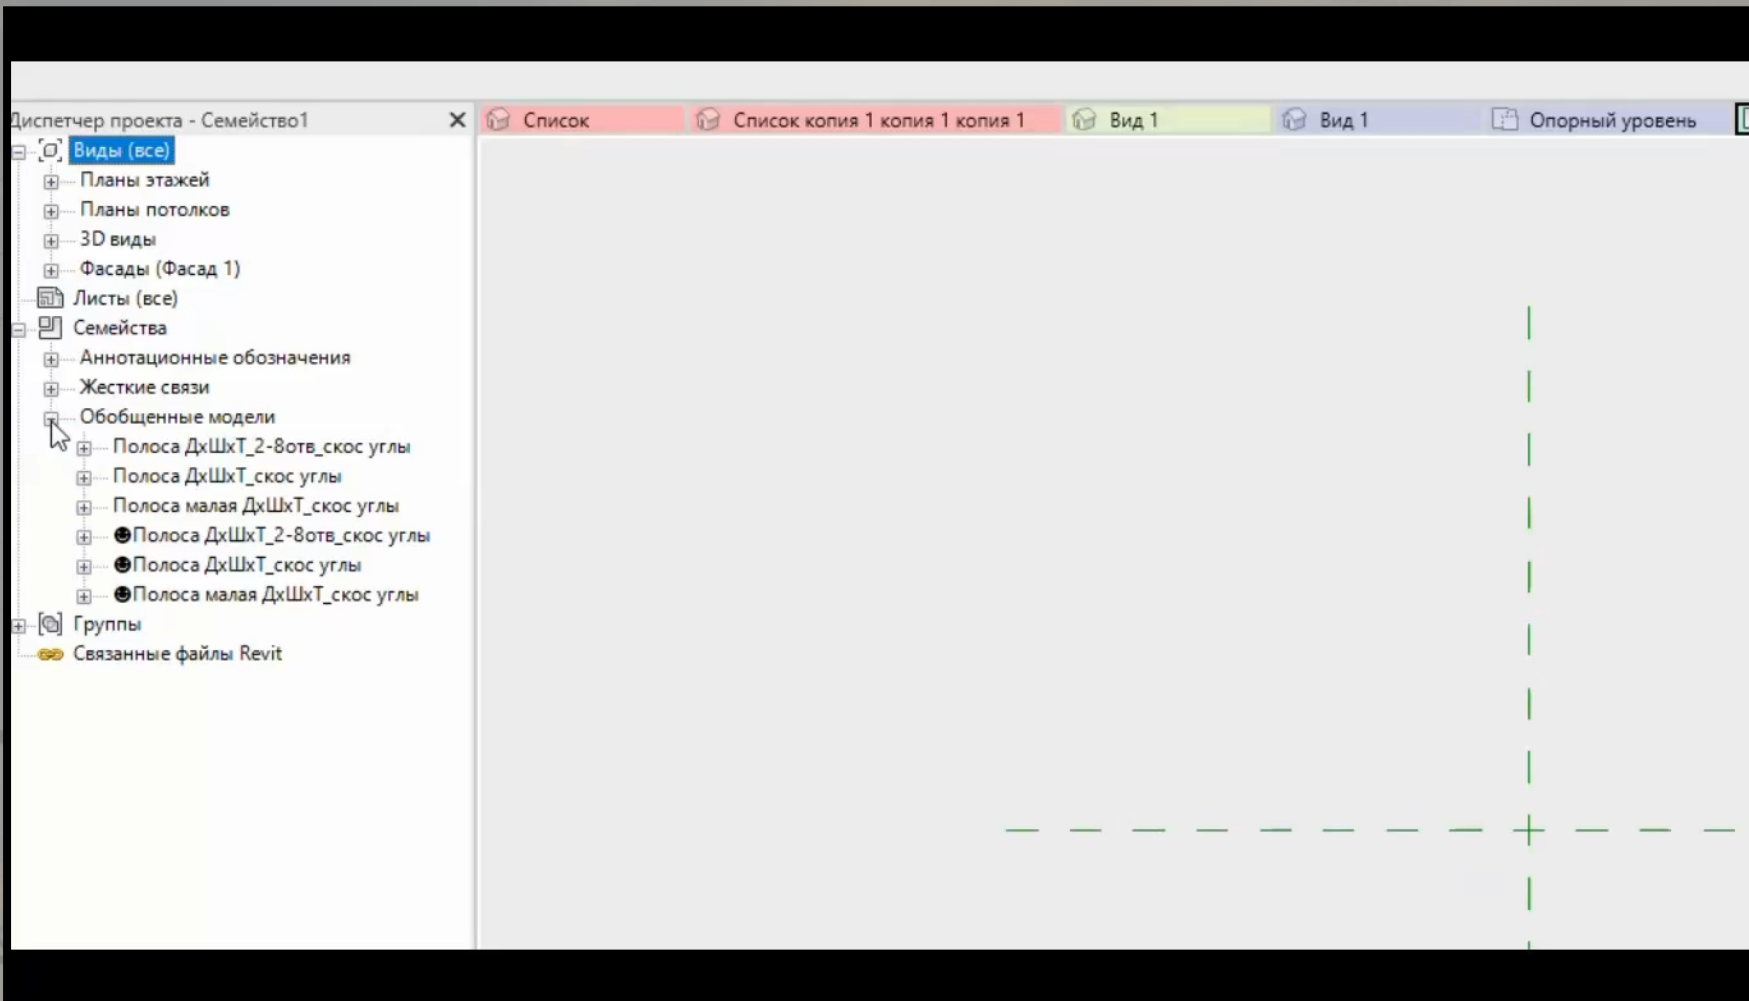 Диспетчер проекта - Семейство1
Список
Список копия 1 копия 1 копия 1
Вид 1
Вид 1
Опорный уровень
Виды (все)
Планы этажей
Планы потолков
3D виды
Фасады (Фасад 1)
Листы (все)
Семейства
Аннотационные обозначения
Жесткие связи
Обобщенные модели
Полоса ДхШхТ_2-8отв_скос углы
Полоса ДхШхТ_скос углы
Полоса малая ДхШхТ_скос углы
☻Полоса ДхШхТ_2-8отв_скос углы
☻Полоса ДхШхТ_скос углы
☻Полоса малая ДхШхТ_скос углы
Группы
Связанные файлы Revit